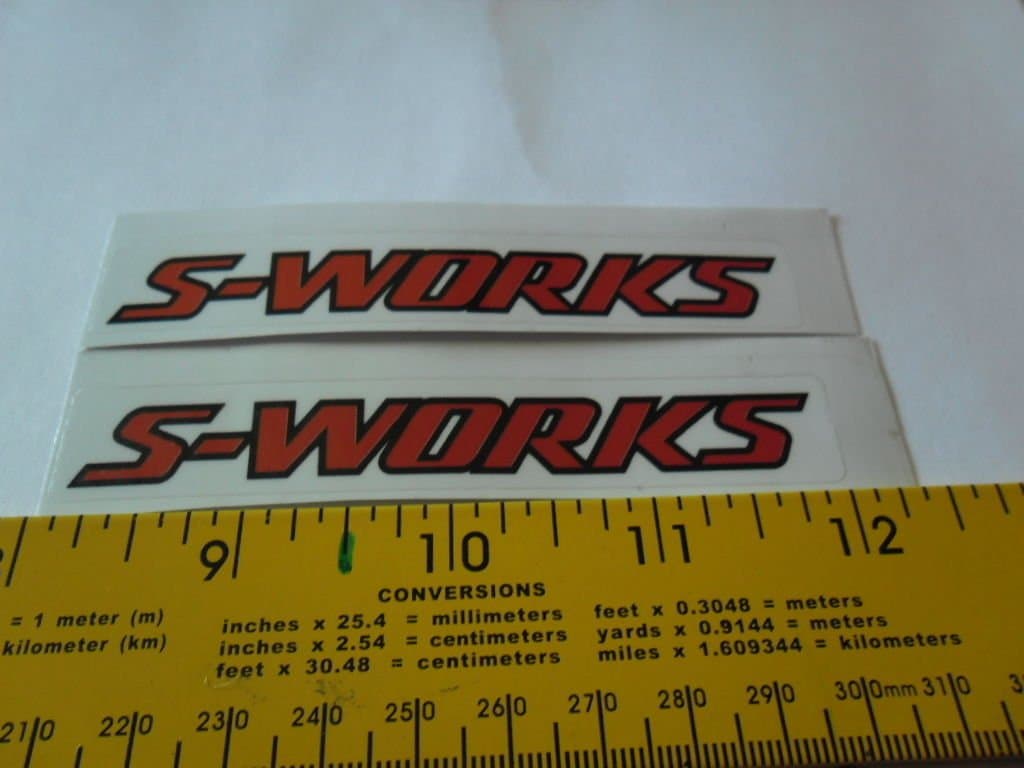 S-WORKS
S-WORKS
9 10 11 12
CONVERSIONS
= 1 meter (m)
kilometer (km)
inches x 25.4 = millimeters
inches x 2.54 = centimeters
feet x 30.48 = centimeters
feet x 0.3048 = meters
yards x 0.9144 = meters
miles x 1.609344 = kilometers
210 220 230 240 250 260 270 280 290 300mm 310